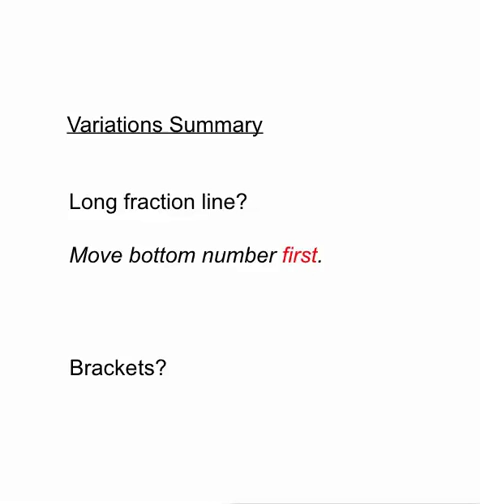 Variations Summary
Long fraction line?
Move bottom number first.
Brackets?